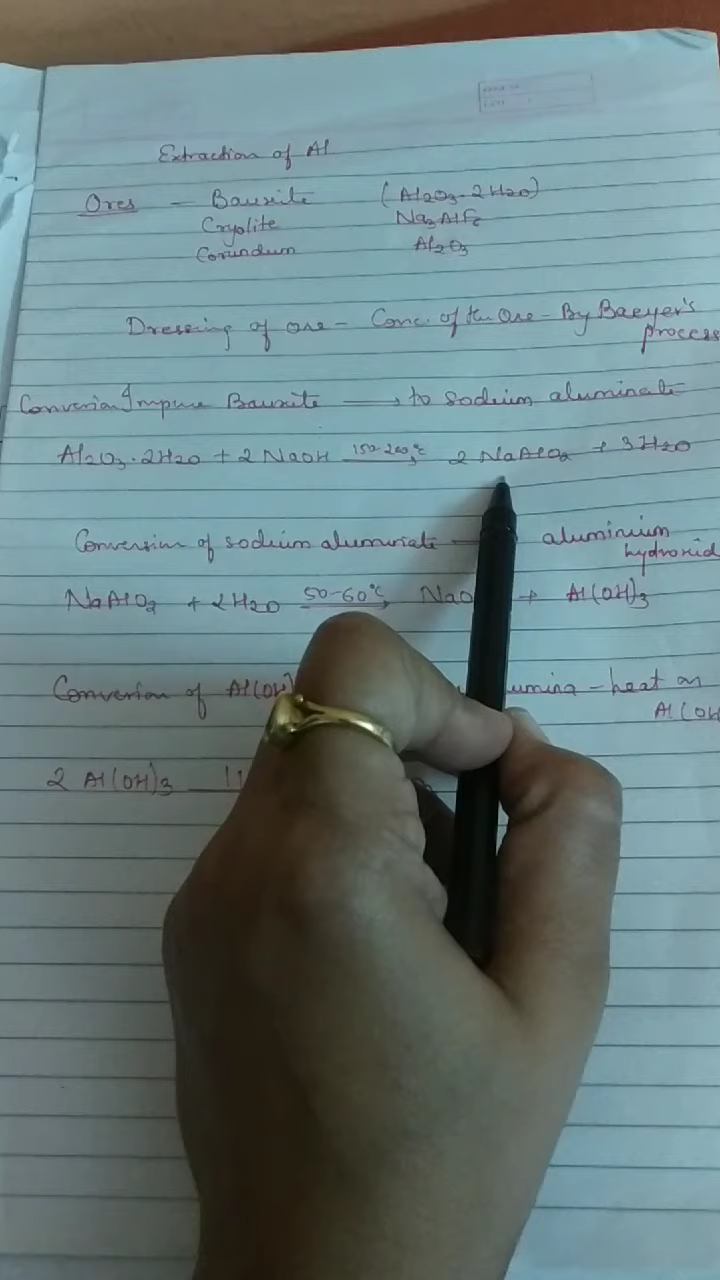 Extraction of Al
Ores - Bauxite (Al2O3.2H2O)
Cryolite Na3AlF6
Corundum Al2O3
Dressing of ore - Conc. of the Ore - By Baeyer's process
Conversion Impure Bauxite → to sodium aluminate
Al2O3.2H2O + 2 NaOH 150-200°C → 2 NaAlO2 + 3H2O
Conversion of sodium aluminate aluminium hydroxid
NaAlO2 + 2H2O 50-60°C → NaO + Al(OH)3
Conversion of Al(OH) umina - heat on Al(OH
2 Al(OH)3 11